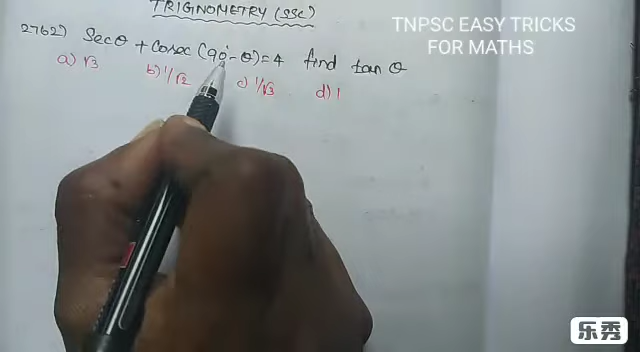 TRIGNOMETRY (SSC)
TNPSC EASY TRICKS
FOR MATHS
2762) Secθ + Cosec (90°-θ) = 4 find tan θ
a) √3 b) 1/√2 c) 1/√3 d) 1
乐秀